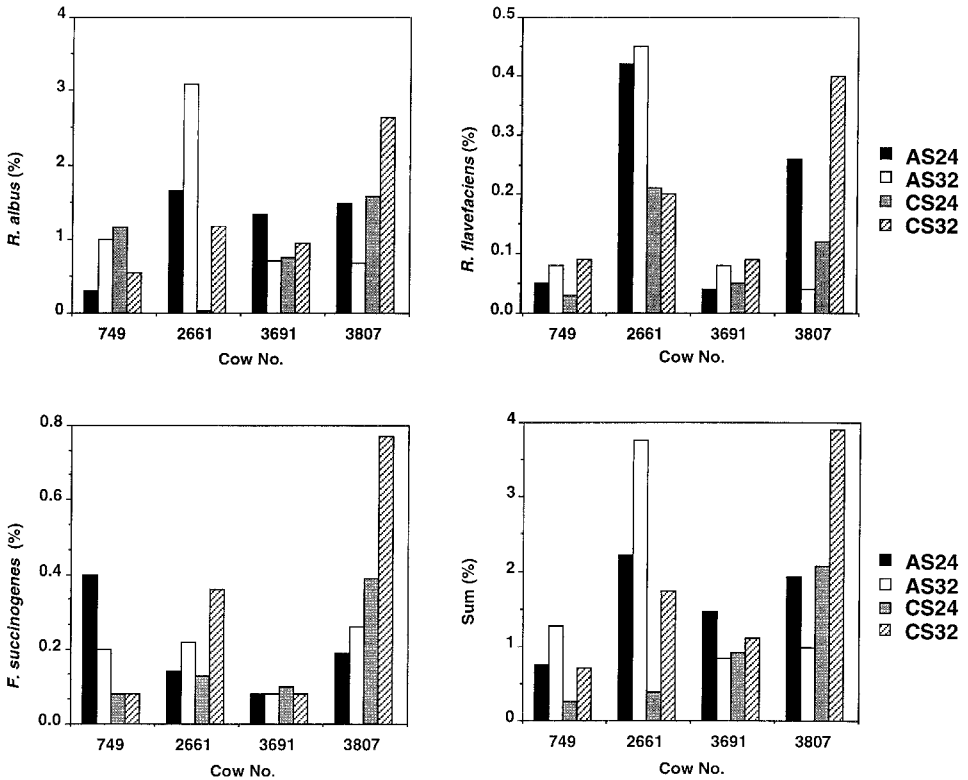 R. albus (%)
4
3
2
1
0
749 2661 3691 3807
Cow No.
R. flavefaciens (%)
0.5
0.4
0.3
0.2
0.1
0.0
749 2661 3691 3807
Cow No.
AS24
AS32
CS24
CS32
F. succinogenes (%)
0.8
0.6
0.4
0.2
0.0
749 2661 3691 3807
Cow No.
Sum (%)
4
3
2
1
0
749 2661 3691 3807
Cow No.
AS24
AS32
CS24
CS32